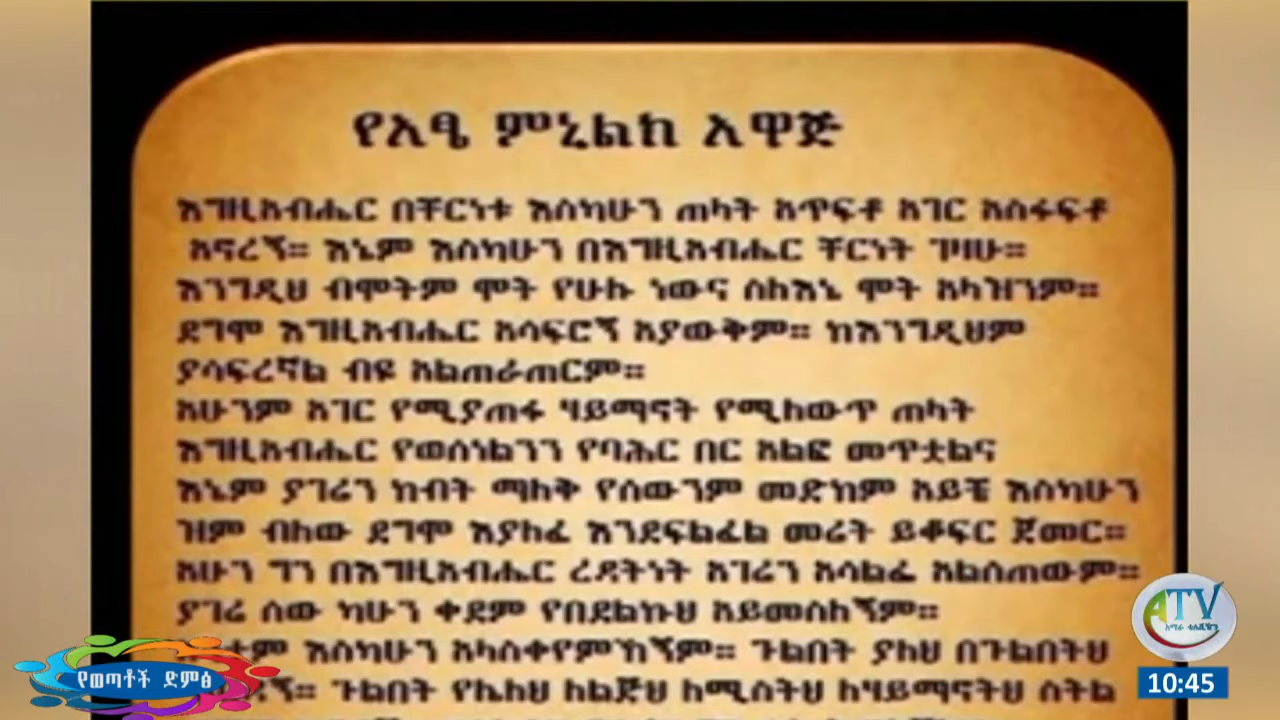 የአፄ ምኒልክ አዋጅ
እግዚአብሔር በቸርነቱ እስካሁን ጠላት አጥፍቶ አገር አስፋፍቶ
አኖረኝ። እኔም እስካሁን በእግዚአብሔር ቸርነት ገዛሁ።
እንግዲህ ብሞትም ሞት የሁሉ ነውና ስለእኔ ሞት አላዝንም።
ደግሞ እግዚአብሔር አሳፍሮኝ አያውቅም። ከእንግዲህም
ያሳፍረኛል ብዬ አልጠራጠርም።
አሁንም አገር የሚያጠፋ ሃይማኖት የሚለውጥ ጠላት
እግዚአብሔር የወሰነልንን የባሕር በር አልፎ መጥቷልና
እኔም ያገሬን ከብት ማለቅ የሰውንም መድከም አይቼ እስካሁን
ዝም ብለው ደግሞ እያለፈ እንደፍልፈል መሬት ይቆፍር ጀመር።
አሁን ግን በእግዚአብሔር ረዳትነት አገሬን አሳልፌ አልሰጠውም።
ያገሬ ሰው ካሁን ቀደም የበደልኩህ አይመስለኝም።
እስካሁን አላስቀየምከኝም። ጉልበት ያለህ በጉልበትህ
ጉልበት የሌለህ ለልጅህ ለሚስትህ ለሃይማኖትህ ስትል
የወጣቶች ድምፅ
ATV
አማራ ቴሌቪዥን
10:45